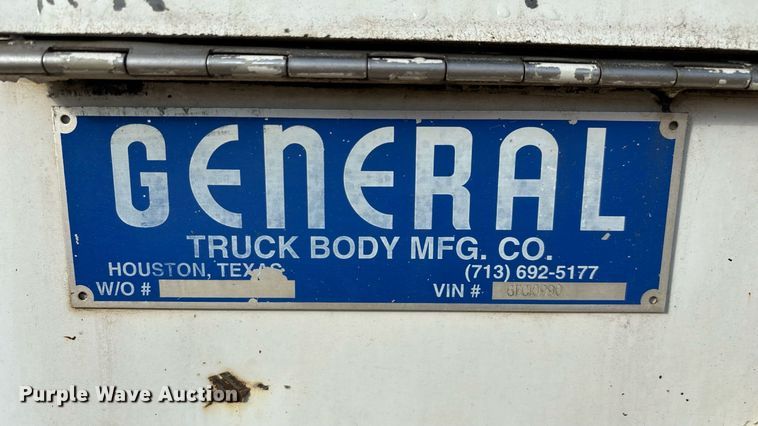 GENERAL
TRUCK BODY MFG. CO.
HOUSTON, TEXAS (713) 692-5177
W/O # VIN #
Purple Wave Auction